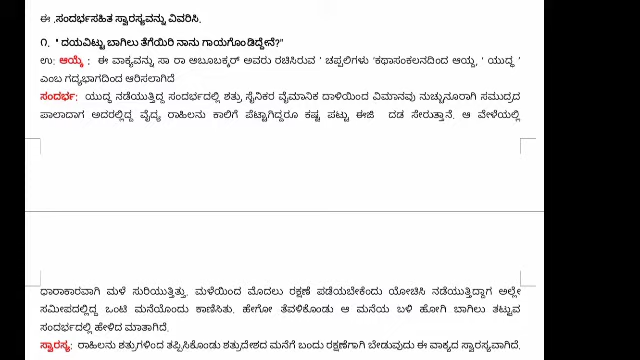 ಈ .ಸಂದರ್ಭಸಹಿತ ಸ್ವಾರಸ್ಯವನ್ನು ವಿವರಿಸಿ.
೧. " ದಯವಿಟ್ಟು ಬಾಗಿಲು ತೆಗೆಯಿರಿ ನಾನು ಗಾಯಗೊಂಡಿದ್ದೇನೆ?"
ಉ: ಆಯ್ಕೆ : ಈ ವಾಕ್ಯವನ್ನು ಸಾ ರಾ ಆಬೂಬಕ್ಕರ್ ಅವರು ರಚಿಸಿರುವ ' ಚಪ್ಪಲಿಗಳು 'ಕಥಾಸಂಕಲನದಿಂದ ಆಯ್ದ, ' ಯುದ್ಧ '
ಎಂಬ ಗದ್ಯಭಾಗದಿಂದ ಆರಿಸಲಾಗಿದೆ
ಸಂದರ್ಭ: ಯುದ್ಧ ನಡೆಯುತ್ತಿದ್ದ ಸಂದರ್ಭದಲ್ಲಿ ಶತ್ರು ಸೈನಿಕರ ವೈಮಾನಿಕ ದಾಳಿಯಿಂದ ವಿಮಾನವು ನುಚ್ಚುನೂರಾಗಿ ಸಮುದ್ರದ
ಪಾಲಾದಾಗ ಅದರಲ್ಲಿದ್ದ ವೈದ್ಯ ರಾಹಿಲನು ಕಾಲಿಗೆ ಪೆಟ್ಟಾಗಿದ್ದರೂ ಕಷ್ಟ ಪಟ್ಟು ಈಜಿ ದಡ ಸೇರುತ್ತಾನೆ. ಆ ವೇಳೆಯಲ್ಲಿ
ಧಾರಾಕಾರವಾಗಿ ಮಳೆ ಸುರಿಯುತ್ತಿತ್ತು. ಮಳೆಯಿಂದ ಮೊದಲು ರಕ್ಷಣೆ ಪಡೆಯಬೇಕೆಂದು ಯೋಚಿಸಿ ನಡೆಯುತ್ತಿದ್ದಾಗ ಅಲ್ಲೇ
ಸಮೀಪದಲ್ಲಿದ್ದ ಒಂಟಿ ಮನೆಯೊಂದು ಕಾಣಿಸಿತು. ಹೇಗೋ ತೆವಳಿಕೊಂಡು ಆ ಮನೆಯ ಬಳಿ ಹೋಗಿ ಬಾಗಿಲು ತಟ್ಟುವ
ಸಂದರ್ಭದಲ್ಲಿ ಹೇಳಿದ ಮಾತಾಗಿದೆ.
ಸ್ವಾರಸ್ಯ: ರಾಹಿಲನು ಶತ್ರುಗಳಿಂದ ತಪ್ಪಿಸಿಕೊಂಡು ಶತ್ರುದೇಶದ ಮನೆಗೆ ಬಂದು ರಕ್ಷಣೆಗಾಗಿ ಬೇಡುವುದು ಈ ವಾಕ್ಯದ ಸ್ವಾರಸ್ಯವಾಗಿದೆ.